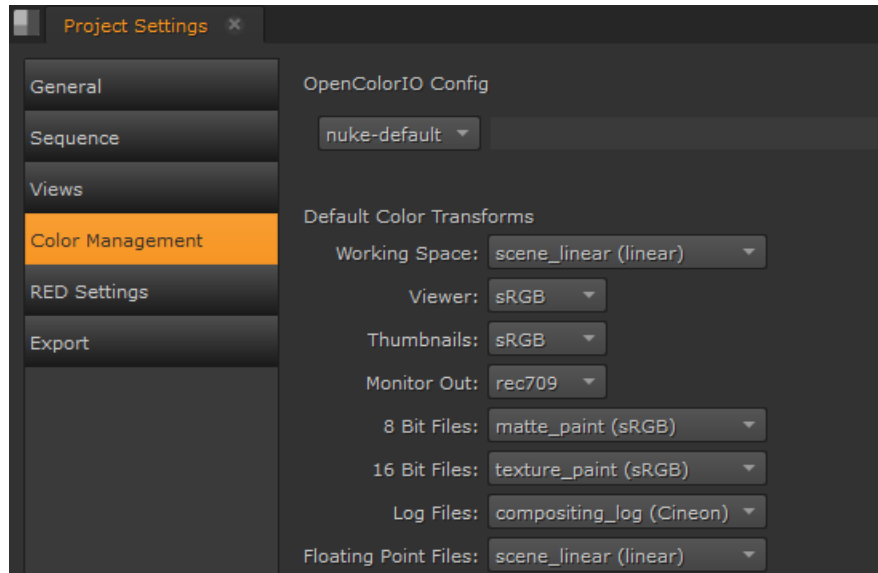 Project Settings
General
Sequence
Views
Color Management
RED Settings
Export
OpenColorIO Config
nuke-default
Default Color Transforms
Working Space: scene_linear (linear)
Viewer: sRGB
Thumbnails: sRGB
Monitor Out: rec709
8 Bit Files: matte_paint (sRGB)
16 Bit Files: texture_paint (sRGB)
Log Files: compositing_log (Cineon)
Floating Point Files: scene_linear (linear)